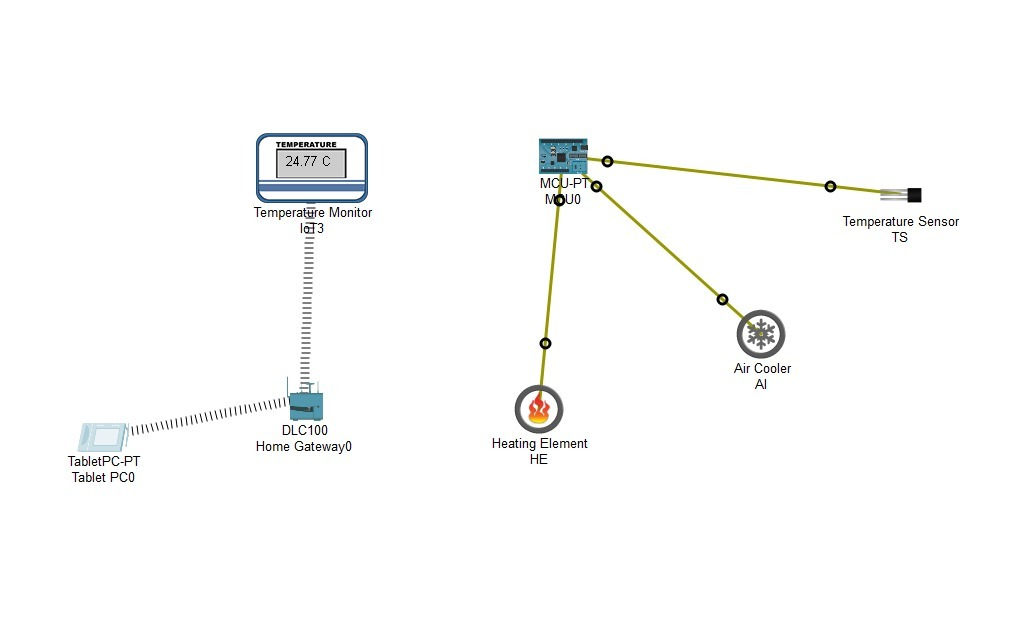 TEMPERATURE
24.77 C
Temperature Monitor
IoT3
MCU-PT
MCU0
Temperature Sensor
TS
Air Cooler
AI
Heating Element
HE
DLC100
Home Gateway0
TabletPC-PT
Tablet PC0